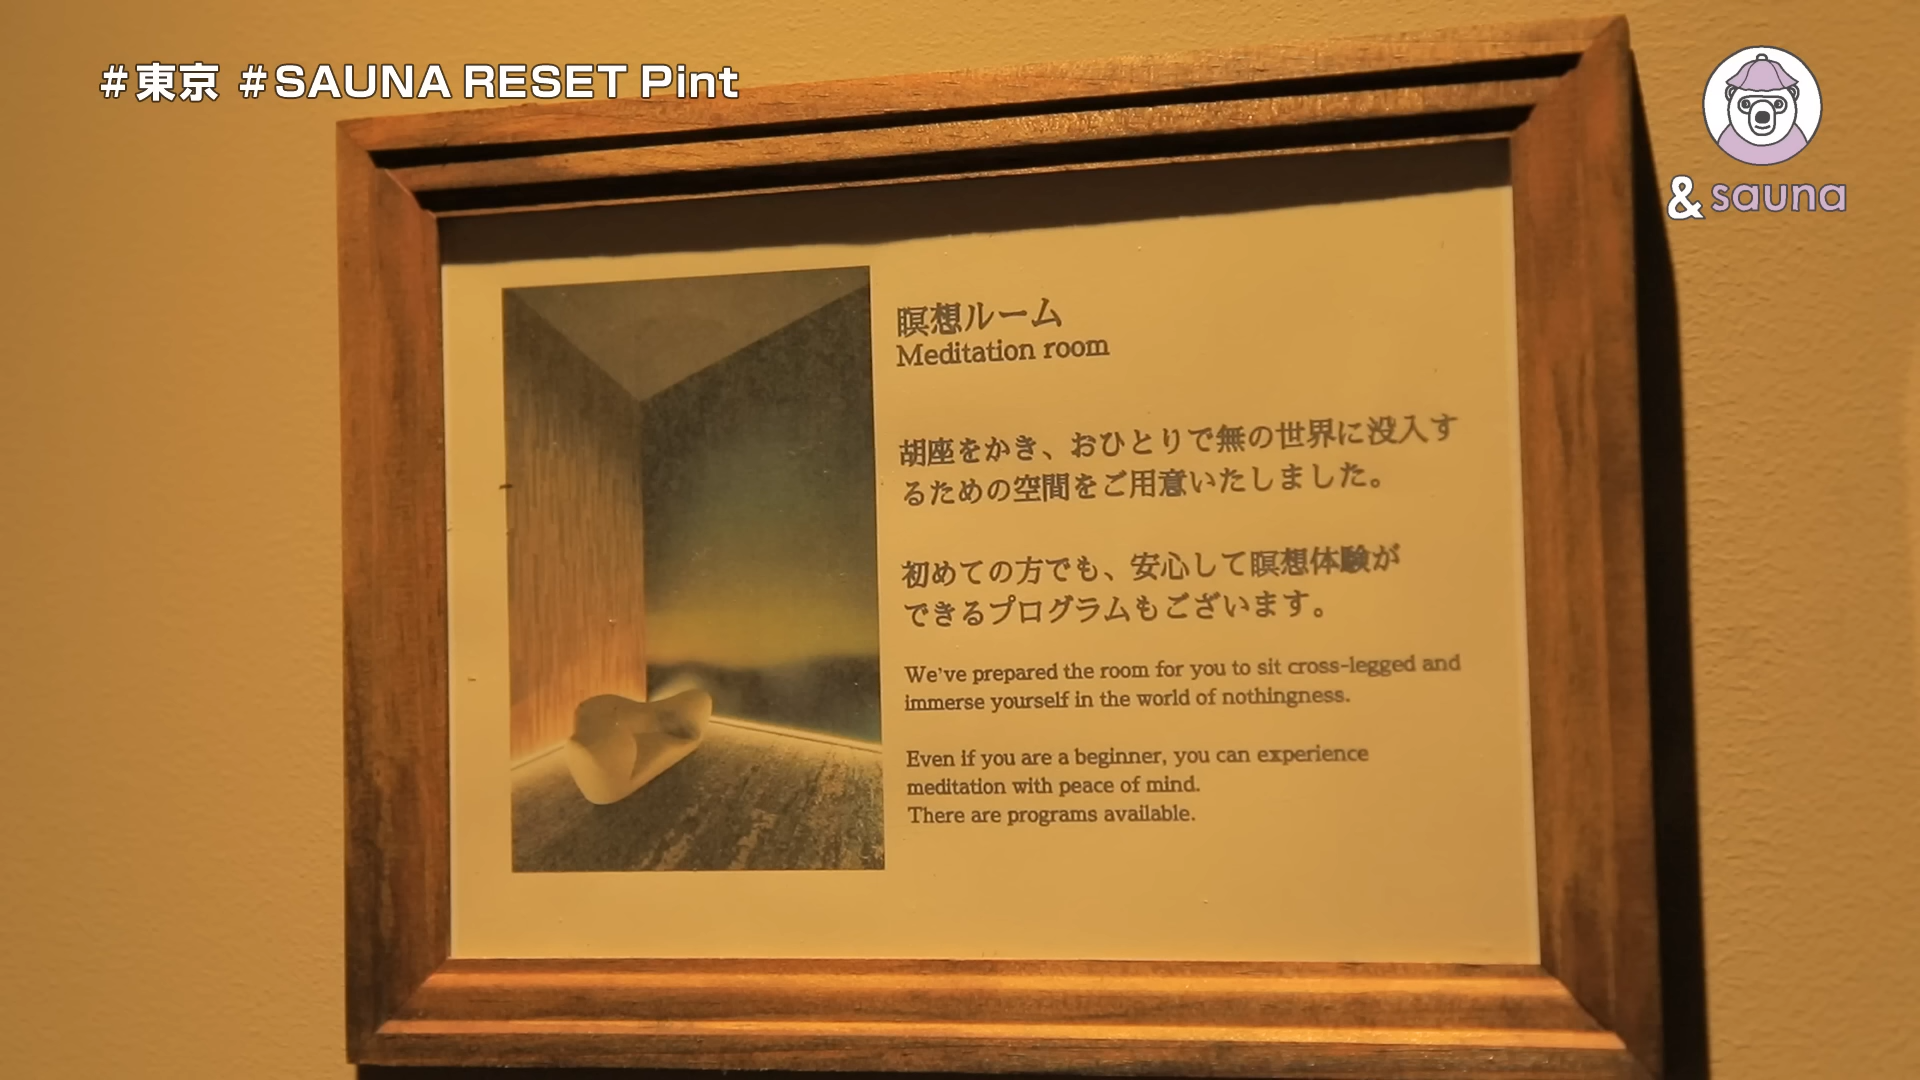 #東京 #SAUNA RESET Pint
& sauna
瞑想ルーム
Meditation room
胡座をかき、おひとりで無の世界に没入す
るための空間をご用意いたしました。
初めての方でも、安心して瞑想体験が
できるプログラムもございます。
We've prepared the room for you to sit cross-legged and
immerse yourself in the world of nothingness.
Even if you are a beginner, you can experience
meditation with peace of mind.
There are programs available.